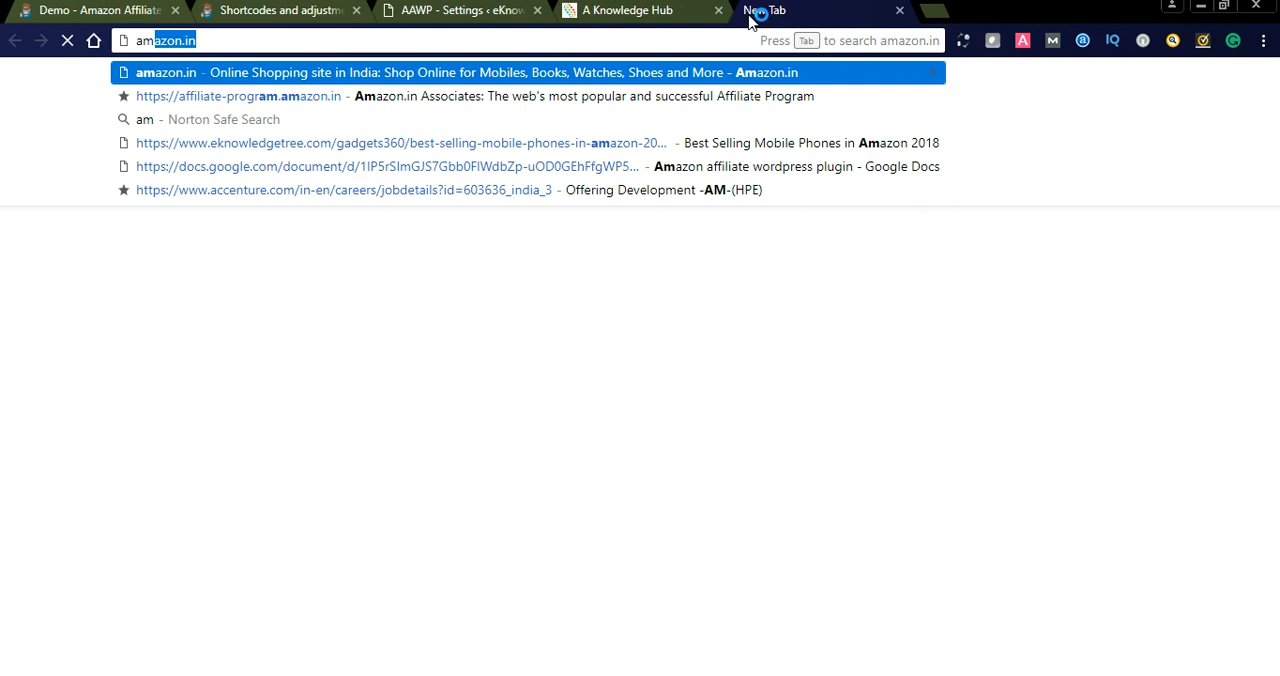 Demo - Amazon Affiliate
Shortcodes and adjustme
AAWP - Settings ‹ eKnow
A Knowledge Hub
New Tab
amazon.in
Press Tab to search amazon.in
amazon.in - Online Shopping site in India: Shop Online for Mobiles, Books, Watches, Shoes and More - Amazon.in
https://affiliate-program.amazon.in - Amazon.in Associates: The web's most popular and successful Affiliate Program
am - Norton Safe Search
https://www.eknowledgetree.com/gadgets360/best-selling-mobile-phones-in-amazon-20... - Best Selling Mobile Phones in Amazon 2018
https://docs.google.com/document/d/1IP5rSImGJS7Gbb0FIWdbZp-uOD0GEhFfgWP5... - Amazon affiliate wordpress plugin - Google Docs
https://www.accenture.com/in-en/careers/jobdetails?id=603636_india_3 - Offering Development -AM-(HPE)